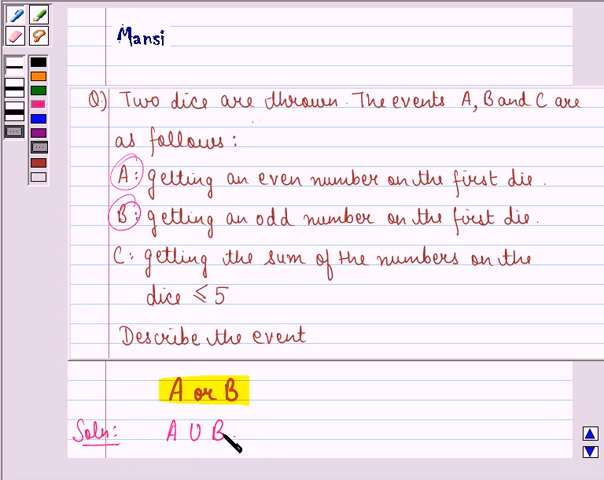 Mansi
Q) Two dice are thrown. The events A, B and C are
as follows:
A: getting an even number on the first die.
B: getting an odd number on the first die.
C: getting the sum of the numbers on the
dice ≤ 5
Describe the event
A or B
Soln: A ∪ B